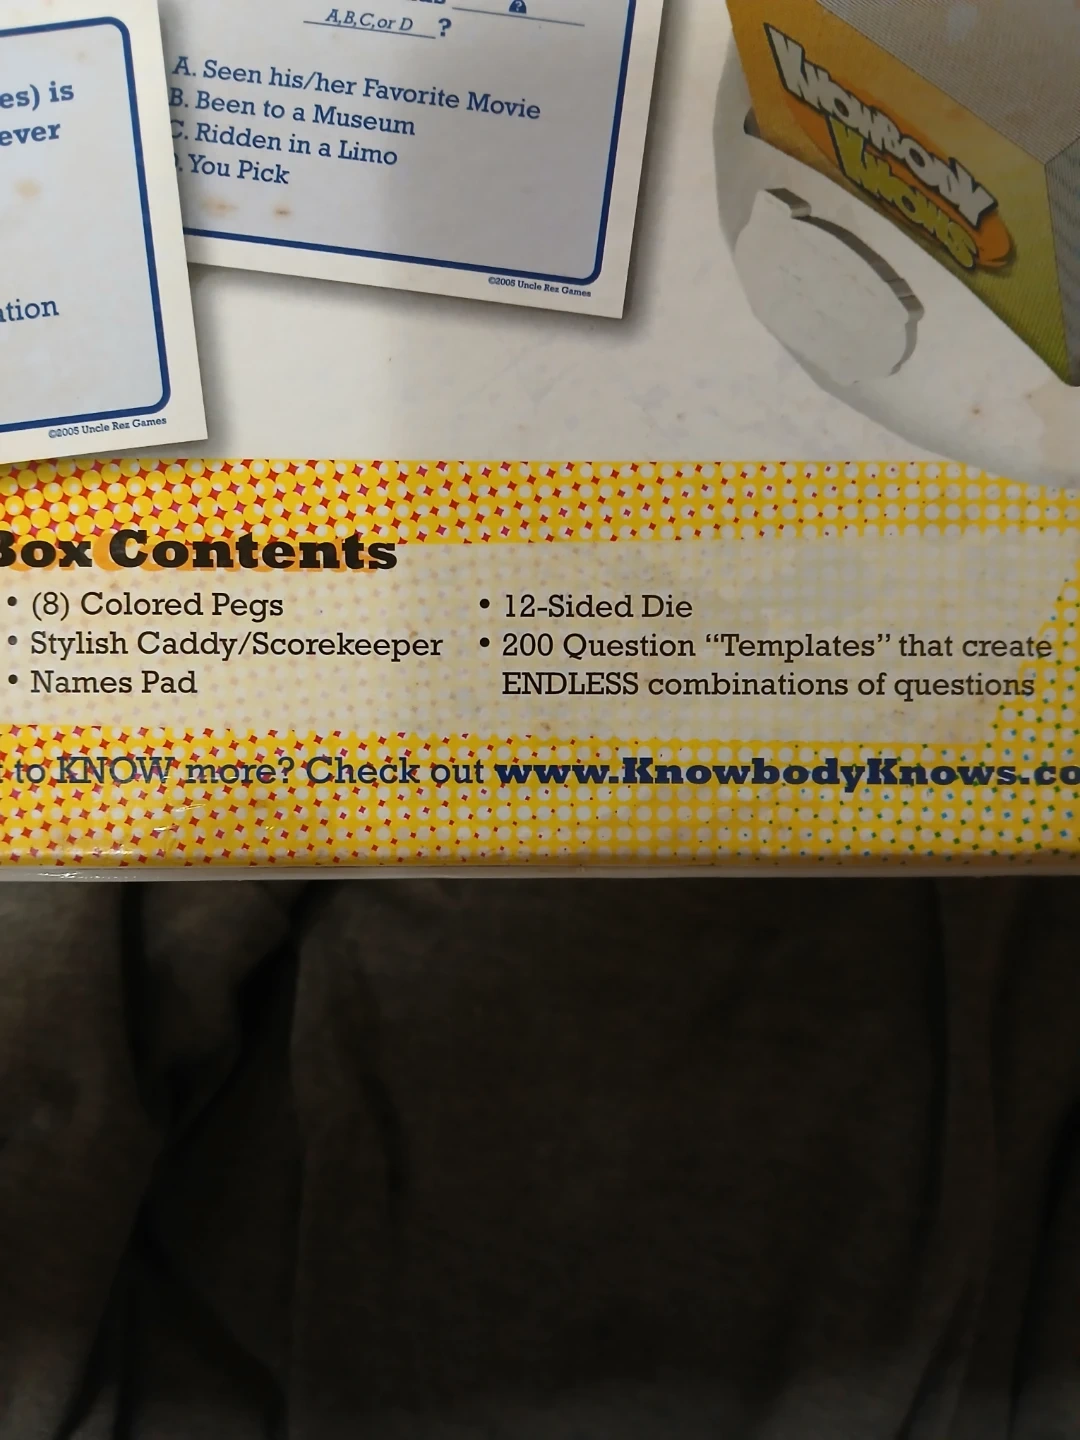 A,B,C,or D ?
A. Seen his/her Favorite Movie
B. Been to a Museum
C. Ridden in a Limo
. You Pick
©2005 Uncle Rez Games
es) is
ever
ation
©2005 Uncle Rez Games
KNOWBODY
KNOWS
Box Contents
• (8) Colored Pegs
• Stylish Caddy/Scorekeeper
• Names Pad
• 12-Sided Die
• 200 Question “Templates” that create
ENDLESS combinations of questions
to KNOW more? Check out www.KnowbodyKnows.co